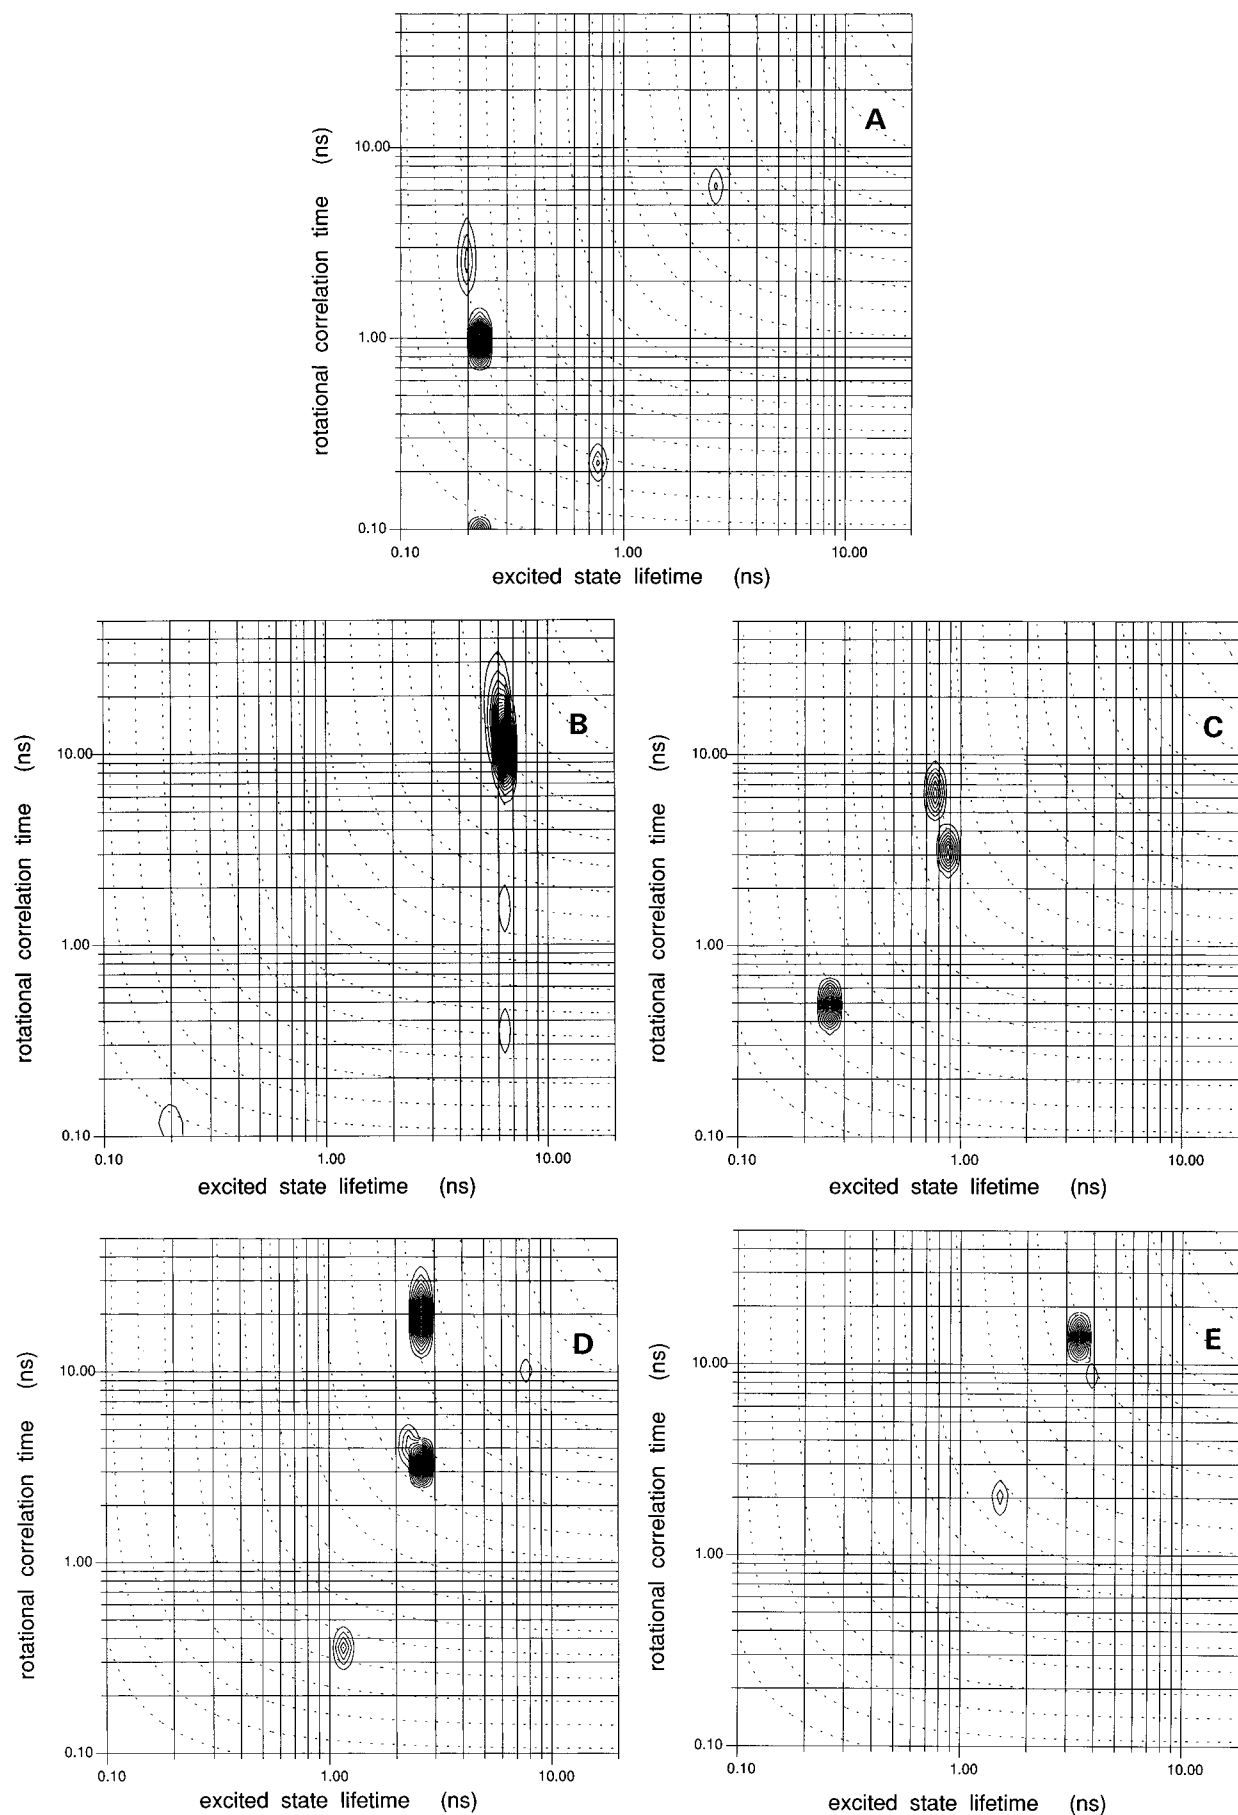 A
rotational correlation time (ns)
10.00
1.00
0.10
0.10 1.00 10.00
excited state lifetime (ns)
B
rotational correlation time (ns)
10.00
1.00
0.10
0.10 1.00 10.00
excited state lifetime (ns)
C
rotational correlation time (ns)
10.00
1.00
0.10
0.10 1.00 10.00
excited state lifetime (ns)
D
rotational correlation time (ns)
10.00
1.00
0.10
0.10 1.00 10.00
excited state lifetime (ns)
E
rotational correlation time (ns)
10.00
1.00
0.10
0.10 1.00 10.00
excited state lifetime (ns)